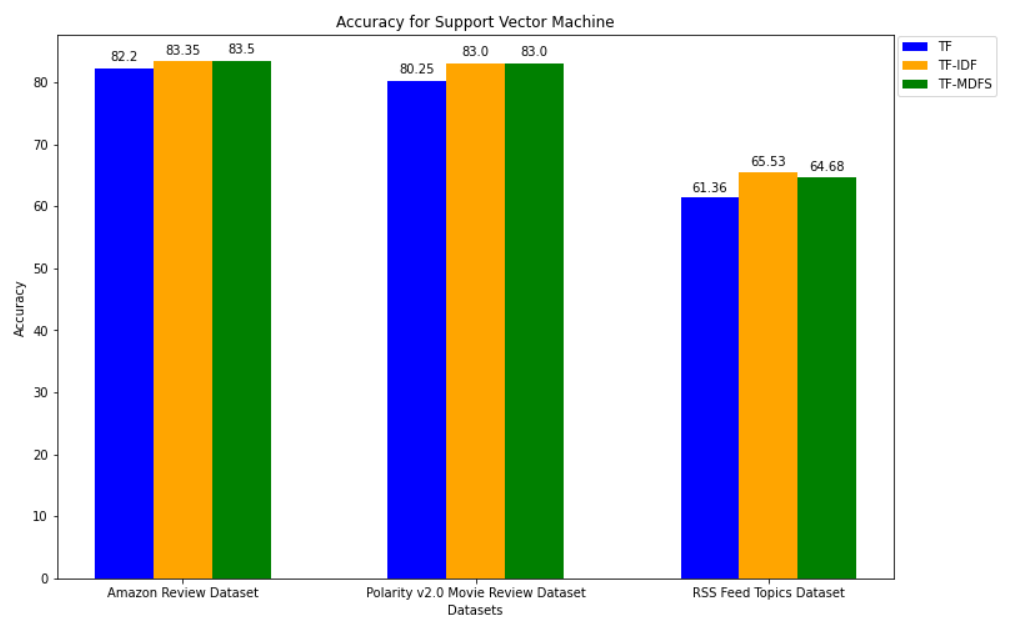 Accuracy for Support Vector Machine
TF
TF-IDF
TF-MDFS
82.2
83.35
83.5
80.25
83.0
83.0
61.36
65.53
64.68
Accuracy
80
70
60
50
40
30
20
10
0
Amazon Review Dataset
Polarity v2.0 Movie Review Dataset
RSS Feed Topics Dataset
Datasets